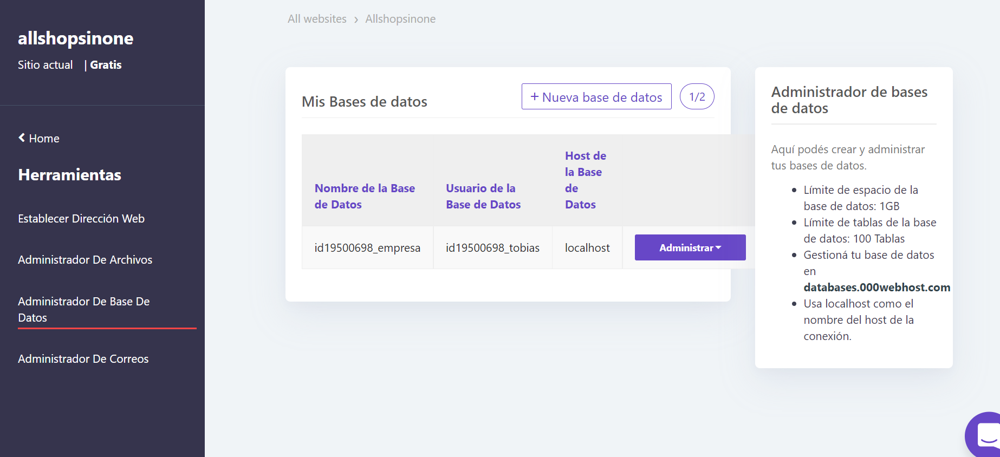 allshopsinone
Sitio actual | Gratis
Home
Herramientas
Establecer Dirección Web
Administrador De Archivos
Administrador De Base De
Datos
Administrador De Correos
All websites › Allshopsinone
Mis Bases de datos
+ Nueva base de datos
1/2
Nombre de la Base
de Datos
Usuario de la
Base de Datos
Host de
la Base
de
Datos
id19500698_empresa
id19500698_tobias
localhost
Administrar
Administrador de bases
de datos
Aquí podés crear y administrar
tus bases de datos.
• Límite de espacio de la
base de datos: 1GB
• Límite de tablas de la base
de datos: 100 Tablas
• Gestioná tu base de datos
en
databases.000webhost.com
• Usa localhost como el
nombre del host de la
conexión.